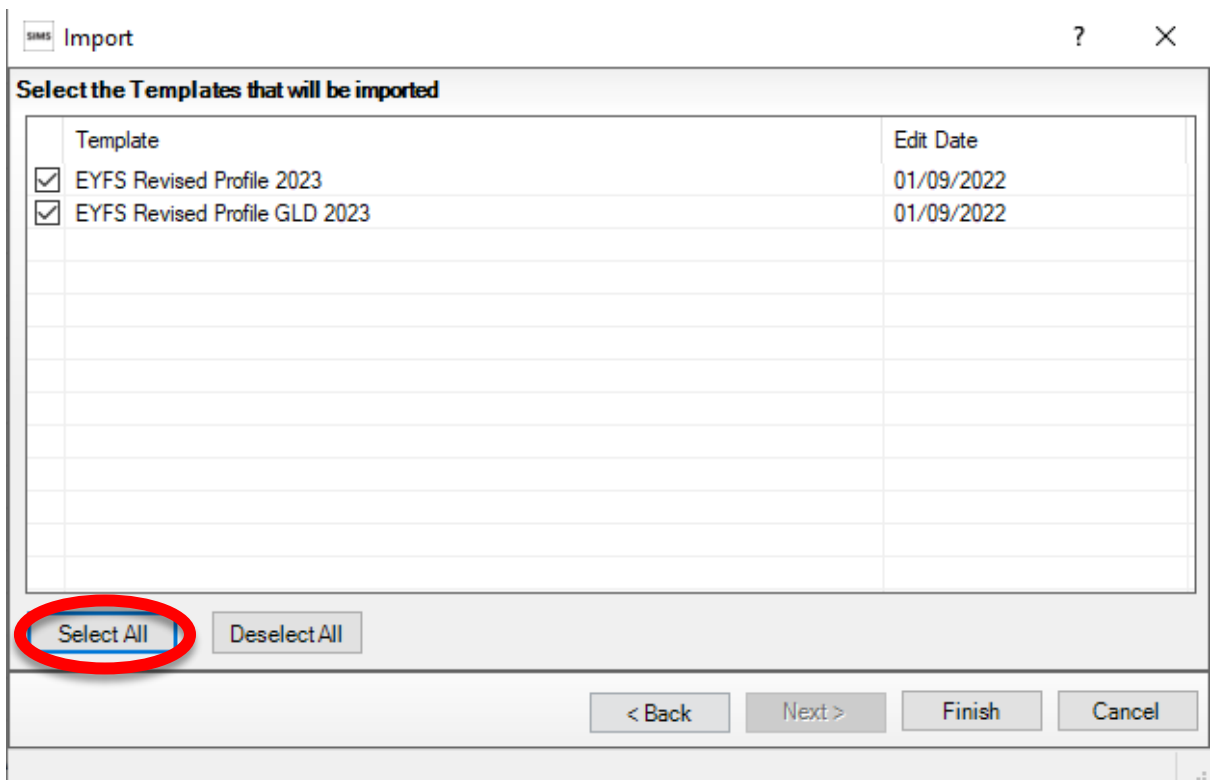 SIMS Import ?
Select the Templates that will be imported
Template Edit Date
EYFS Revised Profile 2023 01/09/2022
EYFS Revised Profile GLD 2023 01/09/2022
Select All Deselect All
< Back Next > Finish Cancel